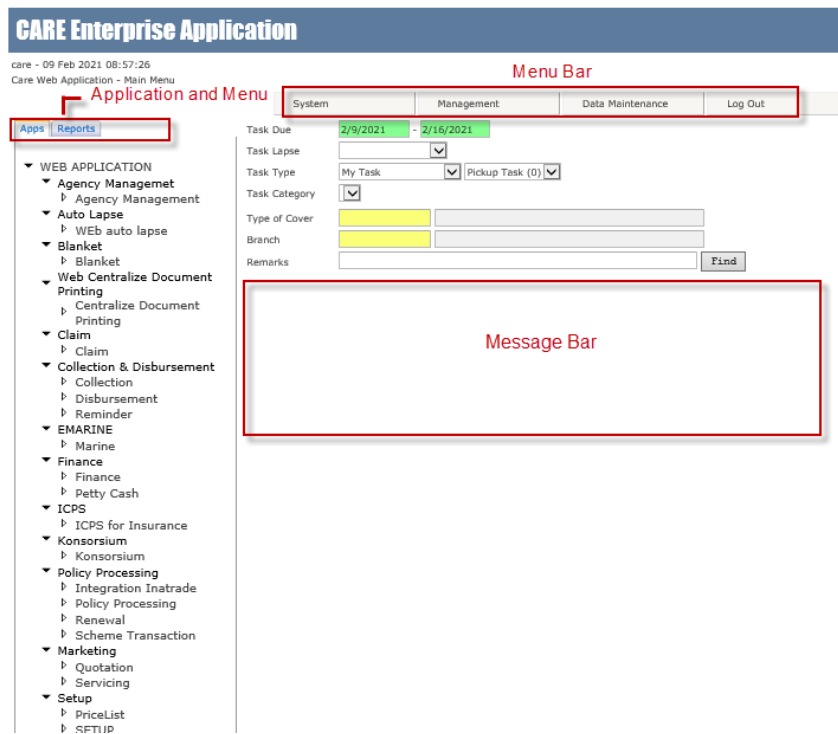 CARE Enterprise Application
care - 09 Feb 2021 08:57:26
Care Web Application - Main Menu
Menu Bar
Application and Menu
System Management Data Maintenance Log Out
Apps Reports
Task Due 2/9/2021 - 2/16/2021
Task Lapse
Task Type My Task Pickup Task (0)
Task Category
Type of Cover
Branch
Remarks Find
Message Bar
WEB APPLICATION
Agency Managemet
Agency Management
Auto Lapse
WEb auto lapse
Blanket
Blanket
Web Centralize Document
Printing
Centralize Document
Printing
Claim
Claim
Collection & Disbursement
Collection
Disbursement
Reminder
EMARINE
Marine
Finance
Finance
Petty Cash
ICPS
ICPS for Insurance
Konsorsium
Konsorsium
Policy Processing
Integration Inatrade
Policy Processing
Renewal
Scheme Transaction
Marketing
Quotation
Servicing
Setup
PriceList
SETUP